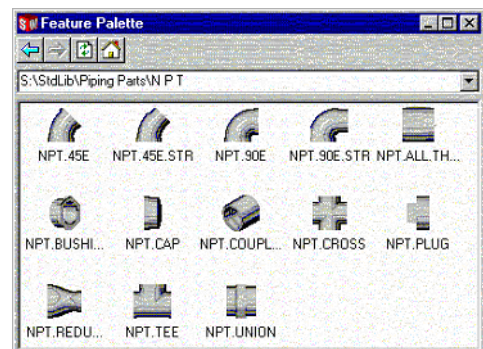 Feature Palette
S:\StdLib\Piping Parts\N P T
NPT.45E NPT.45E.STR NPT.90E NPT.90E.STR NPT.ALL.TH...
NPT.BUSHI... NPT.CAP NPT.COUPL... NPT.CROSS NPT.PLUG
NPT.REDU... NPT.TEE NPT.UNION